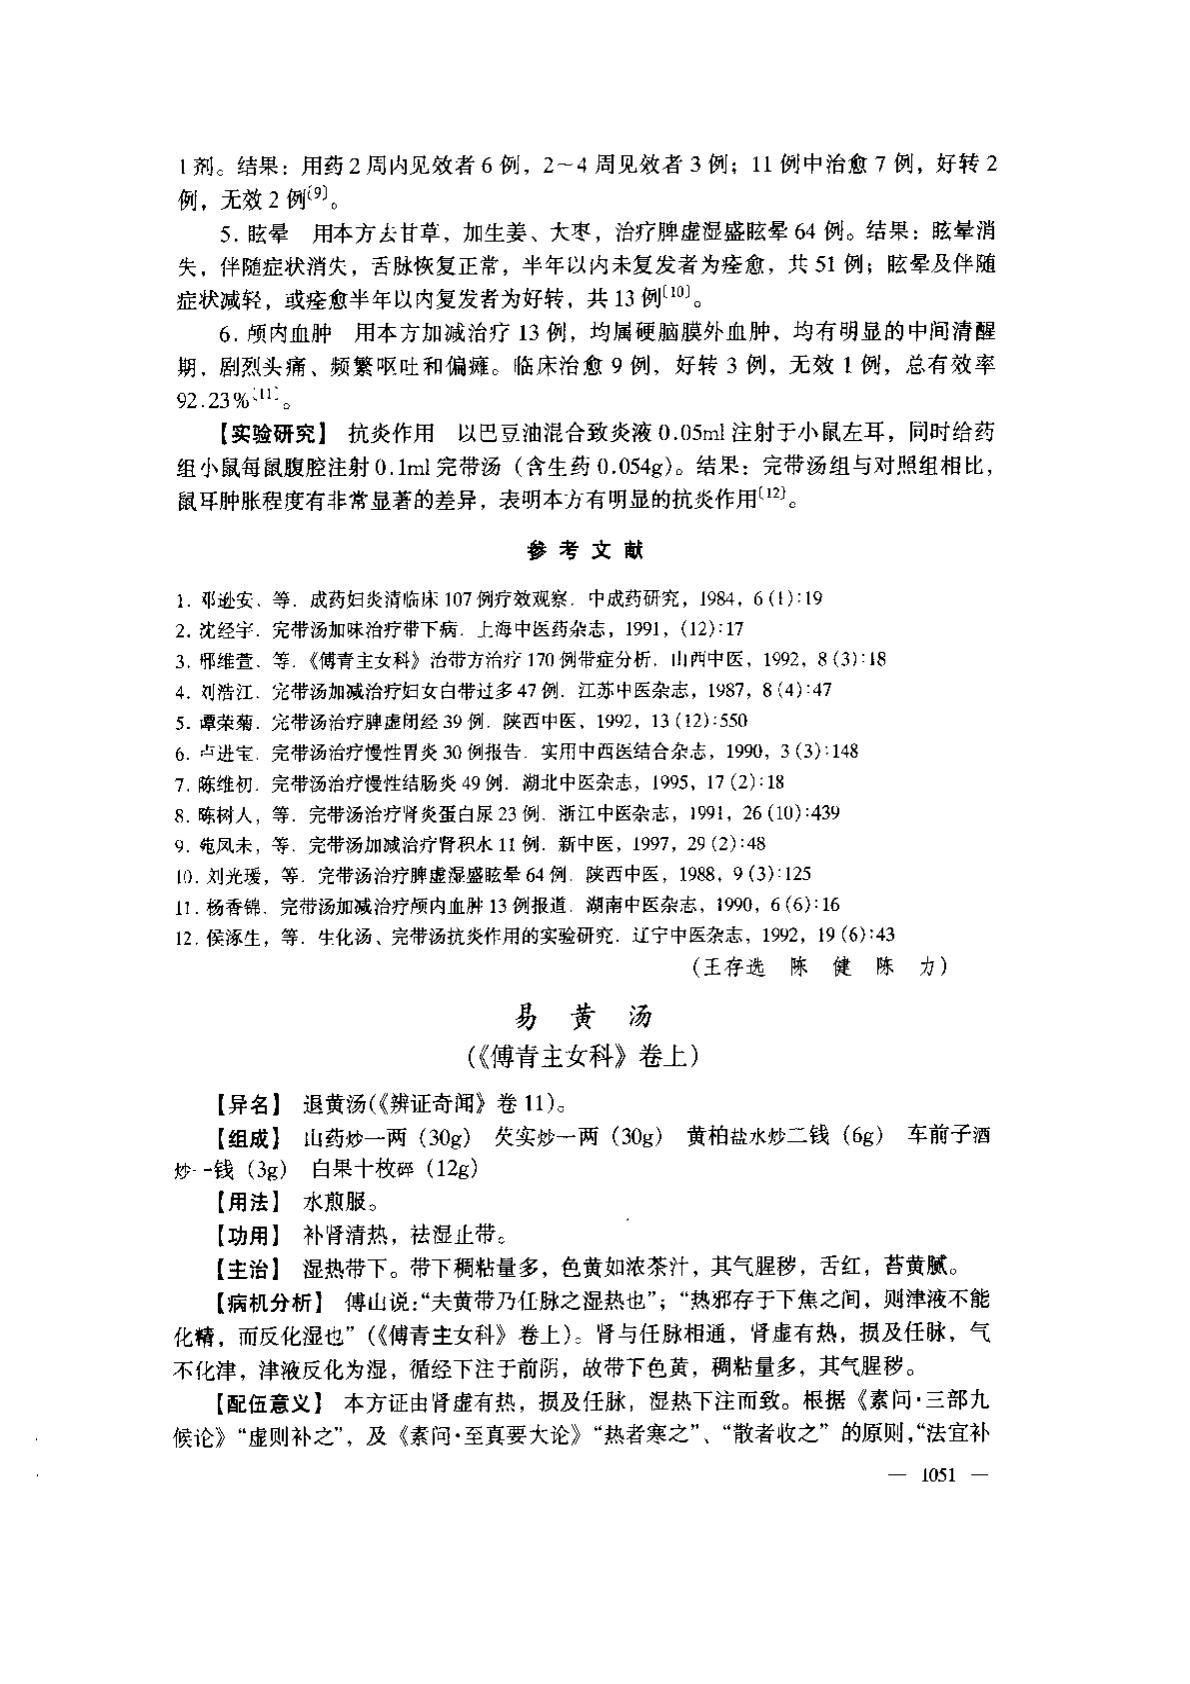 1剂。结果：用药2周内见效者6例，2～4周见效者3例；11例中治愈7例，好转2
例，无效2例〔9〕。
5. 眩晕　用本方去甘草，加生姜、大枣，治疗脾虚湿盛眩晕64例。结果：眩晕消
失，伴随症状消失，舌脉恢复正常，半年以内未复发者为痊愈，共51例；眩晕及伴随
症状减轻，或痊愈半年以内复发者为好转，共13例〔10〕。
6. 颅内血肿　用本方加减治疗13例，均属硬脑膜外血肿，均有明显的中间清醒
期，剧烈头痛、频繁呕吐和偏瘫。临床治愈9例，好转3例，无效1例，总有效率
92.23%〔11〕。
【实验研究】　抗炎作用　以巴豆油混合致炎液0.05ml注射于小鼠左耳，同时给药
组小鼠每鼠腹腔注射0.1ml完带汤（含生药0.054g）。结果：完带汤组与对照组相比，
鼠耳肿胀程度有非常显著的差异，表明本方有明显的抗炎作用〔12〕。
参考文献
1. 邓逊安、等．成药妇炎清临床107例疗效观察．中成药研究，1984，6(1):19
2. 沈经宇．完带汤加味治疗带下病．上海中医药杂志，1991，(12):17
3. 邢维萱、等．《傅青主女科》治带方治疗170例带症分析．山西中医，1992，8(3):18
4. 刘浩江．完带汤加减治疗妇女白带过多47例．江苏中医杂志，1987，8(4):47
5. 谭荣菊．完带汤治疗脾虚闭经39例．陕西中医，1992，13(12):550
6. 卢进宝．完带汤治疗慢性胃炎30例报告．实用中西医结合杂志，1990，3(3):148
7. 陈维初．完带汤治疗慢性结肠炎49例．湖北中医杂志，1995，17(2):18
8. 陈树人，等．完带汤治疗肾炎蛋白尿23例．浙江中医杂志，1991，26(10):439
9. 凤未，等．完带汤加减治疗肾积水11例．新中医，1997，29(2):48
10. 刘光瑗，等．完带汤治疗脾虚湿盛眩晕64例．陕西中医，1988，9(3):125
11. 杨香锦．完带汤加减治疗颅内血肿13例报道．湖南中医杂志，1990，6(6):16
12. 侯涿生，等．生化汤、完带汤抗炎作用的实验研究．辽宁中医杂志，1992，19(6):43
（王存选　陈　健　陈　力）
易　黄　汤
（《傅青主女科》卷上）
【异名】　退黄汤（《辨证奇闻》卷11）。
【组成】　山药炒一两（30g）　芡实炒一两（30g）　黄柏盐水炒二钱（6g）　车前子酒
炒一钱（3g）　白果十枚碎（12g）
【用法】　水煎服。
【功用】　补肾清热，祛湿止带。
【主治】　湿热带下。带下稠粘量多，色黄如浓茶汁，其气腥秽，舌红，苔黄腻。
【病机分析】　傅山说：“夫黄带乃任脉之湿热也”；“热邪存于下焦之间，则津液不能
化精，而反化湿也”（《傅青主女科》卷上）。肾与任脉相通，肾虚有热，损及任脉，气
不化津，津液反化为湿，循经下注于前阴，故带下色黄，稠粘量多，其气腥秽。
【配伍意义】　本方证由肾虚有热，损及任脉，湿热下注而致。根据《素问·三部九
候论》“虚则补之”，及《素问·至真要大论》“热者寒之”、“散者收之”的原则，“法宜补
— 1051 —